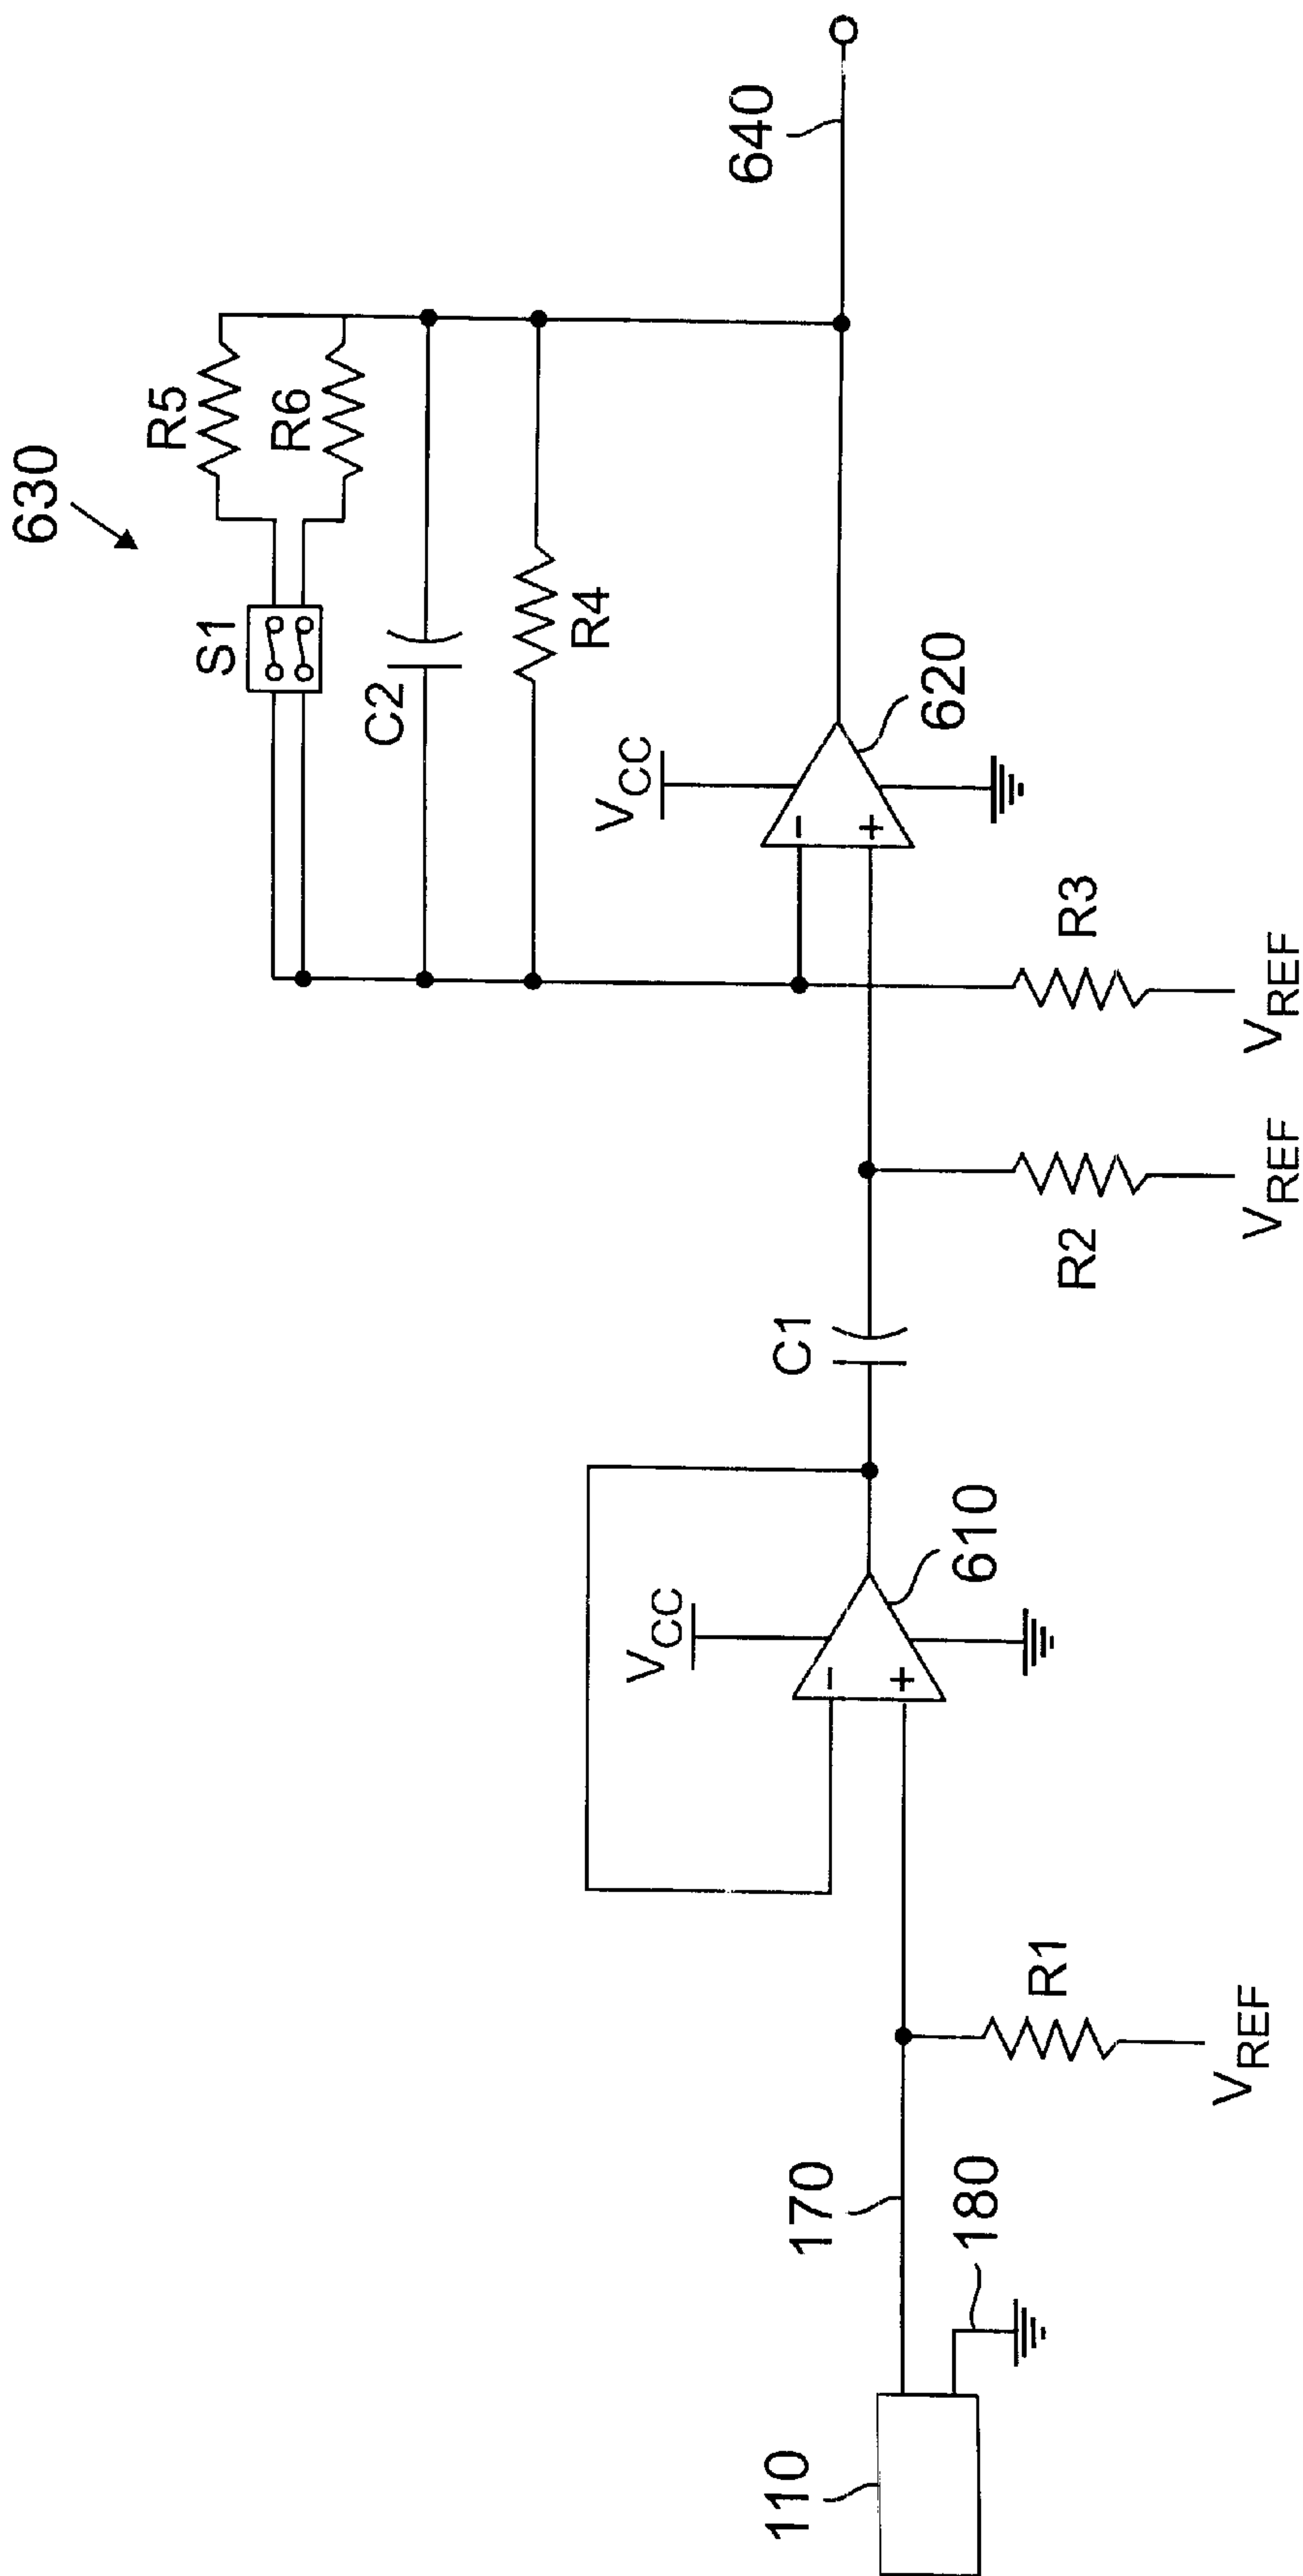 630
R5
R6
S1
C2
R4
640
VCC
620
R3
VREF
R2
VREF
C1
VCC
610
R1
VREF
170
180
110
-
+
-
+